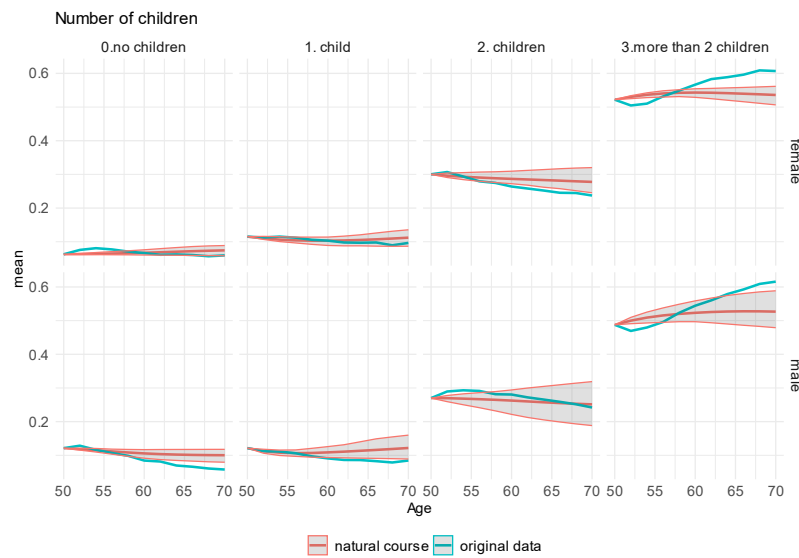 Number of children
0.no children 1. child 2. children 3.more than 2 children
0.6
0.4
0.2
female
mean
0.6
0.4
0.2
male
50 55 60 65 70 50 55 60 65 70 50 55 60 65 70 50 55 60 65 70
Age
natural course original data